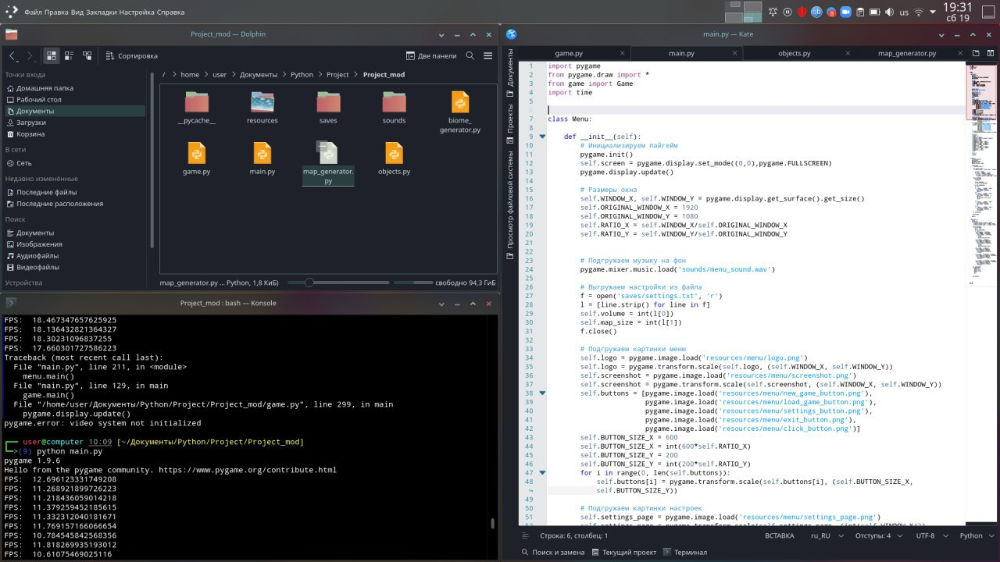 Файл Правка Вид Закладки Настройка Справка
us
19:31
сб 19
Project_mod — Dolphin
Сортировка
Две панели
Точки входа
Домашняя папка
Рабочий стол
Документы
Загрузки
Корзина
В сети
Сеть
Недавно изменённые
Последние файлы
Последние расположения
Поиск
Документы
Изображения
Аудиофайлы
Видеофайлы
Устройства
/ > home > user > Документы > Python > Project > Project_mod
__pycache__
resources
saves
sounds
biome_
generator.py
game.py
main.py
map_generator.
py
objects.py
map_generator.py ... Python, 1,8 КиБ)
свободно 94,3 ГиБ
Project_mod : bash — Konsole
FPS:  18.467347657625925
FPS:  18.136432821364327
FPS:  18.30231096837255
FPS:  17.660301727586223
Traceback (most recent call last):
  File "main.py", line 211, in <module>
    menu.main()
  File "main.py", line 129, in main
    game.main()
  File "/home/user/Документы/Python/Project/Project_mod/game.py", line 299, in main
    pygame.display.update()
pygame.error: video system not initialized
user@computer 10:09 [~/Документы/Python/Project/Project_mod]
(9) python main.py
pygame 1.9.6
Hello from the pygame community. https://www.pygame.org/contribute.html
FPS:  12.696123331749208
FPS:  11.268921899726223
FPS:  11.218436059014218
FPS:  11.379259452185615
FPS:  11.332312040181671
FPS:  11.769157166066654
FPS:  10.784545842568356
FPS:  11.818269935193012
FPS:  10.61075469025116
main.py — Kate
game.py
main.py
objects.py
map_generator.py
Документы
Проекты
Просмотр файловой системы
1 import pygame
2 from pygame.draw import *
3 from game import Game
4 import time
5
7 class Menu:
8
9     def __init__(self):
10         # Инициализируем пайгейм
11         pygame.init()
12         self.screen = pygame.display.set_mode((0,0),pygame.FULLSCREEN)
13         pygame.display.update()
14
15         # Размеры окна
16         self.WINDOW_X, self.WINDOW_Y = pygame.display.get_surface().get_size()
17         self.ORIGINAL_WINDOW_X = 1920
18         self.ORIGINAL_WINDOW_Y = 1080
19         self.RATIO_X = self.WINDOW_X/self.ORIGINAL_WINDOW_X
20         self.RATIO_Y = self.WINDOW_Y/self.ORIGINAL_WINDOW_Y
21
22
23         # Подгружаем музыку на фон
24         pygame.mixer.music.load('sounds/menu_sound.wav')
25
26         # Выгружаем настройки из файла
27         f = open('saves/settings.txt', 'r')
28         l = [line.strip() for line in f]
29         self.volume = int(l[0])
30         self.map_size = int(l[1])
31         f.close()
32
33         # Подгружаем картинки меню
34         self.logo = pygame.image.load('resources/menu/logo.png')
35         self.logo = pygame.transform.scale(self.logo, (self.WINDOW_X, self.WINDOW_Y))
36         self.screenshot = pygame.image.load('resources/menu/screenshot.png')
37         self.screenshot = pygame.transform.scale(self.screenshot, (self.WINDOW_X, self.WINDOW_Y))
38         self.buttons = [pygame.image.load('resources/menu/new_game_button.png'),
39                         pygame.image.load('resources/menu/load_game_button.png'),
40                         pygame.image.load('resources/menu/settings_button.png'),
41                         pygame.image.load('resources/menu/exit_button.png'),
42                         pygame.image.load('resources/menu/click_button.png')]
43         self.BUTTON_SIZE_X = 600
44         self.BUTTON_SIZE_X = int(600*self.RATIO_X)
45         self.BUTTON_SIZE_Y = 200
46         self.BUTTON_SIZE_Y = int(200*self.RATIO_Y)
47         for i in range(0, len(self.buttons)):
48             self.buttons[i] = pygame.transform.scale(self.buttons[i], (self.BUTTON_SIZE_X,
            self.BUTTON_SIZE_Y))
49
50         # Подгружаем картинки настроек
51         self.settings_page = pygame.image.load('resources/menu/settings_page.png')
Строка: 6, столбец: 1
ВСТАВКА
ru_RU
Отступы: 4
UTF-8
Python
Поиск и замена
Текущий проект
Терминал